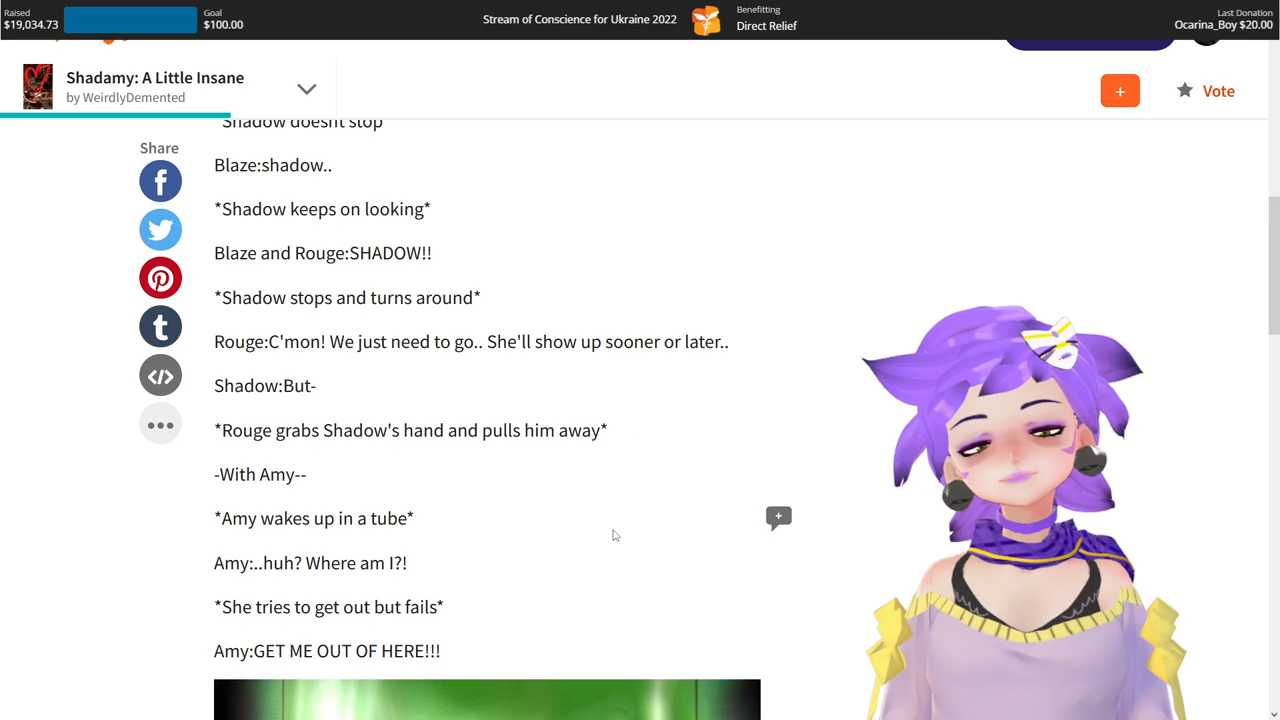 Raised
$19,034.73
Goal
$100.00
Stream of Conscience for Ukraine 2022
Benefitting
Direct Relief
Last Donation
Ocarina_Boy $20.00
Shadamy: A Little Insane
by WeirdlyDemented
+
Vote
Share
*Shadow doesnt stop
Blaze:shadow..
*Shadow keeps on looking*
Blaze and Rouge:SHADOW!!
*Shadow stops and turns around*
Rouge:C'mon! We just need to go.. She'll show up sooner or later..
Shadow:But-
*Rouge grabs Shadow's hand and pulls him away*
-With Amy--
*Amy wakes up in a tube*
+
Amy:..huh? Where am I?!
*She tries to get out but fails*
Amy:GET ME OUT OF HERE!!!